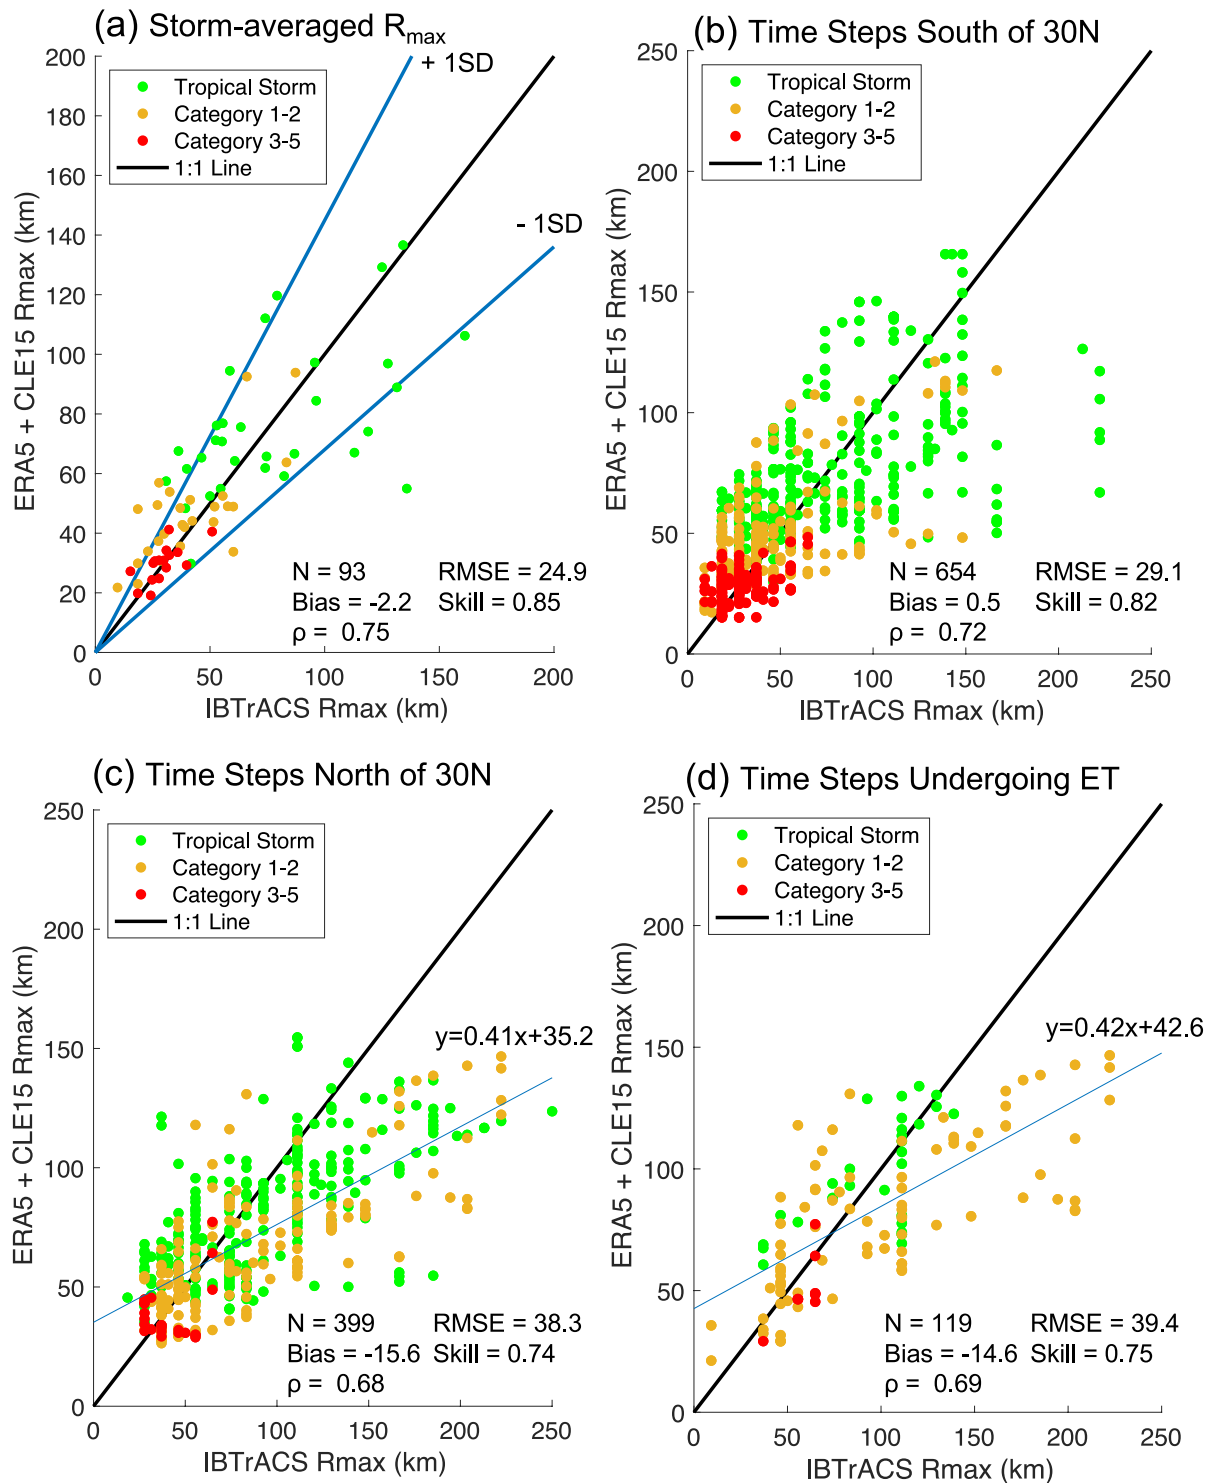 (a) Storm-averaged Rmax
+ 1SD
- 1SD
Tropical Storm
Category 1-2
Category 3-5
1:1 Line
ERA5 + CLE15 Rmax (km)
200
180
160
140
120
100
80
60
40
20
0
N = 93 RMSE = 24.9
Bias = -2.2 Skill = 0.85
ρ = 0.75
0 50 100 150 200
IBTrACS Rmax (km)
(b) Time Steps South of 30N
Tropical Storm
Category 1-2
Category 3-5
1:1 Line
ERA5 + CLE15 Rmax (km)
250
200
150
100
50
0
N = 654 RMSE = 29.1
Bias = 0.5 Skill = 0.82
ρ = 0.72
0 50 100 150 200 250
IBTrACS Rmax (km)
(c) Time Steps North of 30N
Tropical Storm
Category 1-2
Category 3-5
1:1 Line
ERA5 + CLE15 Rmax (km)
250
200
150
100
50
0
y=0.41x+35.2
N = 399 RMSE = 38.3
Bias = -15.6 Skill = 0.74
ρ = 0.68
0 50 100 150 200 250
IBTrACS Rmax (km)
(d) Time Steps Undergoing ET
Tropical Storm
Category 1-2
Category 3-5
1:1 Line
ERA5 + CLE15 Rmax (km)
250
200
150
100
50
0
y=0.42x+42.6
N = 119 RMSE = 39.4
Bias = -14.6 Skill = 0.75
ρ = 0.69
0 50 100 150 200 250
IBTrACS Rmax (km)